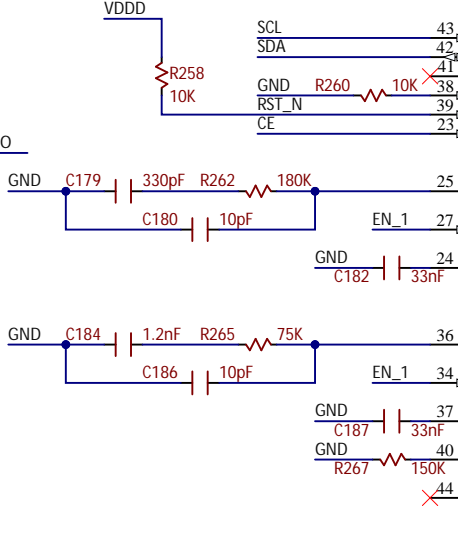 VDDD
SCL 43
SDA 42
R258 41
10K GND R260 10K 38
RST_N 39
CE 23
O
GND C179 330pF R262 180K 25
C180 10pF EN_1 27
GND 24
C182 33nF
GND C184 1.2nF R265 75K 36
C186 10pF EN_1 34
GND 37
C187 33nF
GND 40
R267 150K
44